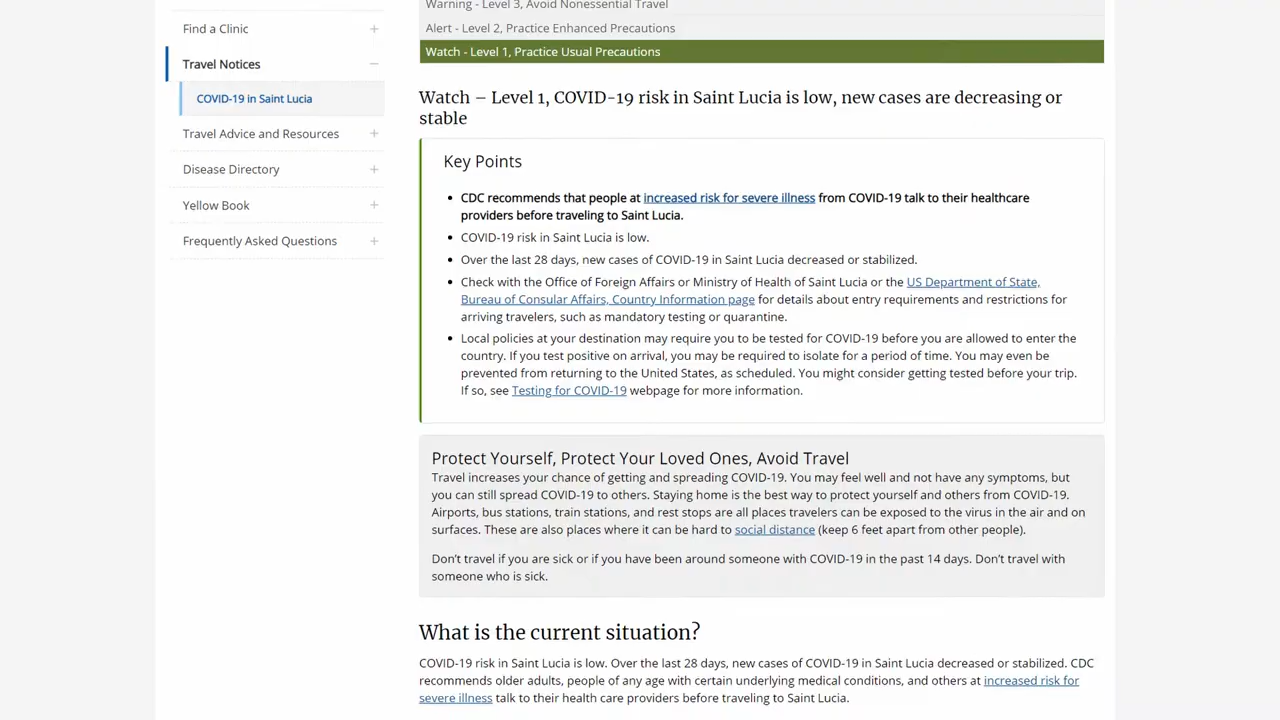 Find a Clinic
Travel Notices
COVID-19 in Saint Lucia
Travel Advice and Resources
Disease Directory
Yellow Book
Frequently Asked Questions
Warning - Level 3, Avoid Nonessential Travel
Alert - Level 2, Practice Enhanced Precautions
Watch - Level 1, Practice Usual Precautions
Watch – Level 1, COVID-19 risk in Saint Lucia is low, new cases are decreasing or
stable
Key Points
• CDC recommends that people at increased risk for severe illness from COVID-19 talk to their healthcare
providers before traveling to Saint Lucia.
• COVID-19 risk in Saint Lucia is low.
• Over the last 28 days, new cases of COVID-19 in Saint Lucia decreased or stabilized.
• Check with the Office of Foreign Affairs or Ministry of Health of Saint Lucia or the US Department of State,
Bureau of Consular Affairs, Country Information page for details about entry requirements and restrictions for
arriving travelers, such as mandatory testing or quarantine.
• Local policies at your destination may require you to be tested for COVID-19 before you are allowed to enter the
country. If you test positive on arrival, you may be required to isolate for a period of time. You may even be
prevented from returning to the United States, as scheduled. You might consider getting tested before your trip.
If so, see Testing for COVID-19 webpage for more information.
Protect Yourself, Protect Your Loved Ones, Avoid Travel
Travel increases your chance of getting and spreading COVID-19. You may feel well and not have any symptoms, but
you can still spread COVID-19 to others. Staying home is the best way to protect yourself and others from COVID-19.
Airports, bus stations, train stations, and rest stops are all places travelers can be exposed to the virus in the air and on
surfaces. These are also places where it can be hard to social distance (keep 6 feet apart from other people).
Don't travel if you are sick or if you have been around someone with COVID-19 in the past 14 days. Don't travel with
someone who is sick.
What is the current situation?
COVID-19 risk in Saint Lucia is low. Over the last 28 days, new cases of COVID-19 in Saint Lucia decreased or stabilized. CDC
recommends older adults, people of any age with certain underlying medical conditions, and others at increased risk for
severe illness talk to their health care providers before traveling to Saint Lucia.